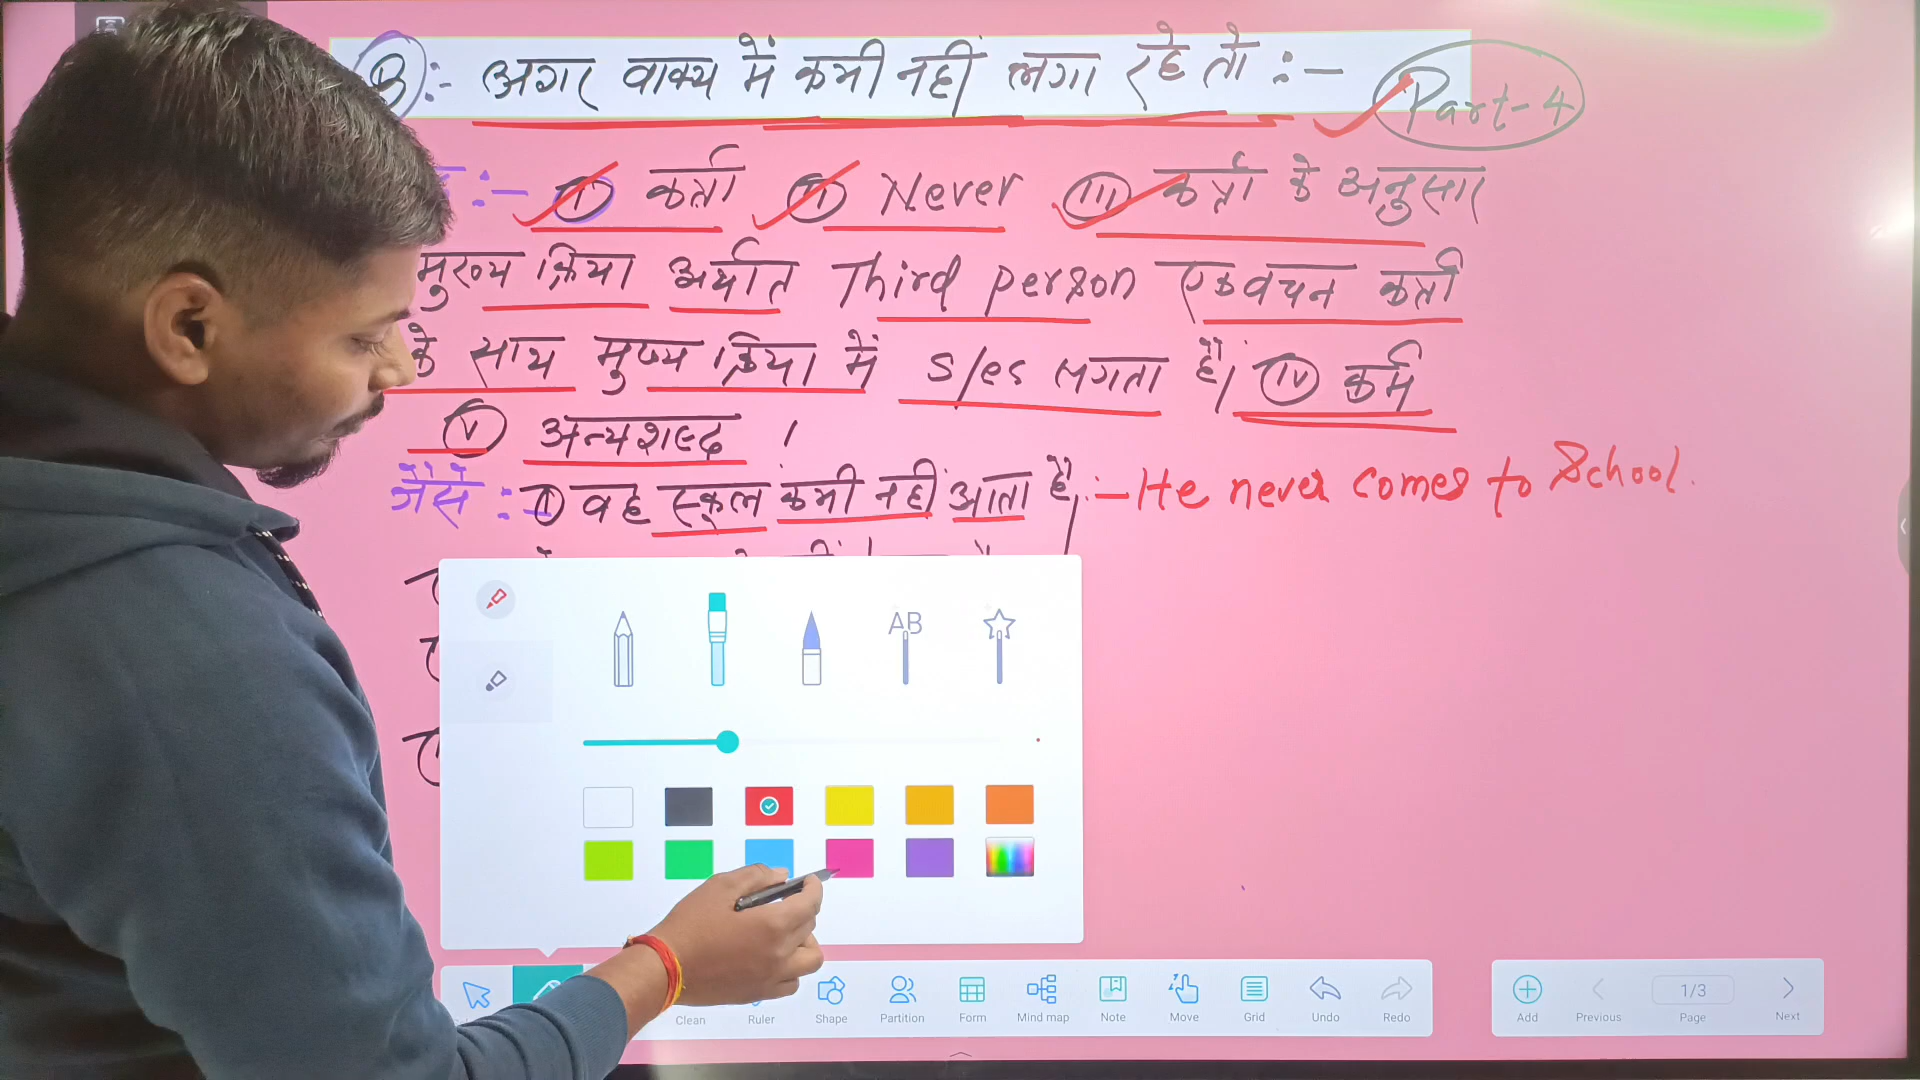 B :- अगर वाक्य में कभी नहीं लगा रहे तो :- Part-4
:- (i) कर्ता (ii) Never (iii) कर्ता के अनुसार
मुख्य क्रिया अर्थात Third person एकवचन कर्ता
के साथ मुख्य क्रिया में s/es लगता है। (iv) कर्म
(v) अन्यशब्द ।
जैसे :- (i) वह स्कूल कभी नहीं आता है। :- He never comes to School.
AB
Clean Ruler Shape Partition Form Mind map Note Move Grid Undo Redo Add Previous 1/3 Page Next